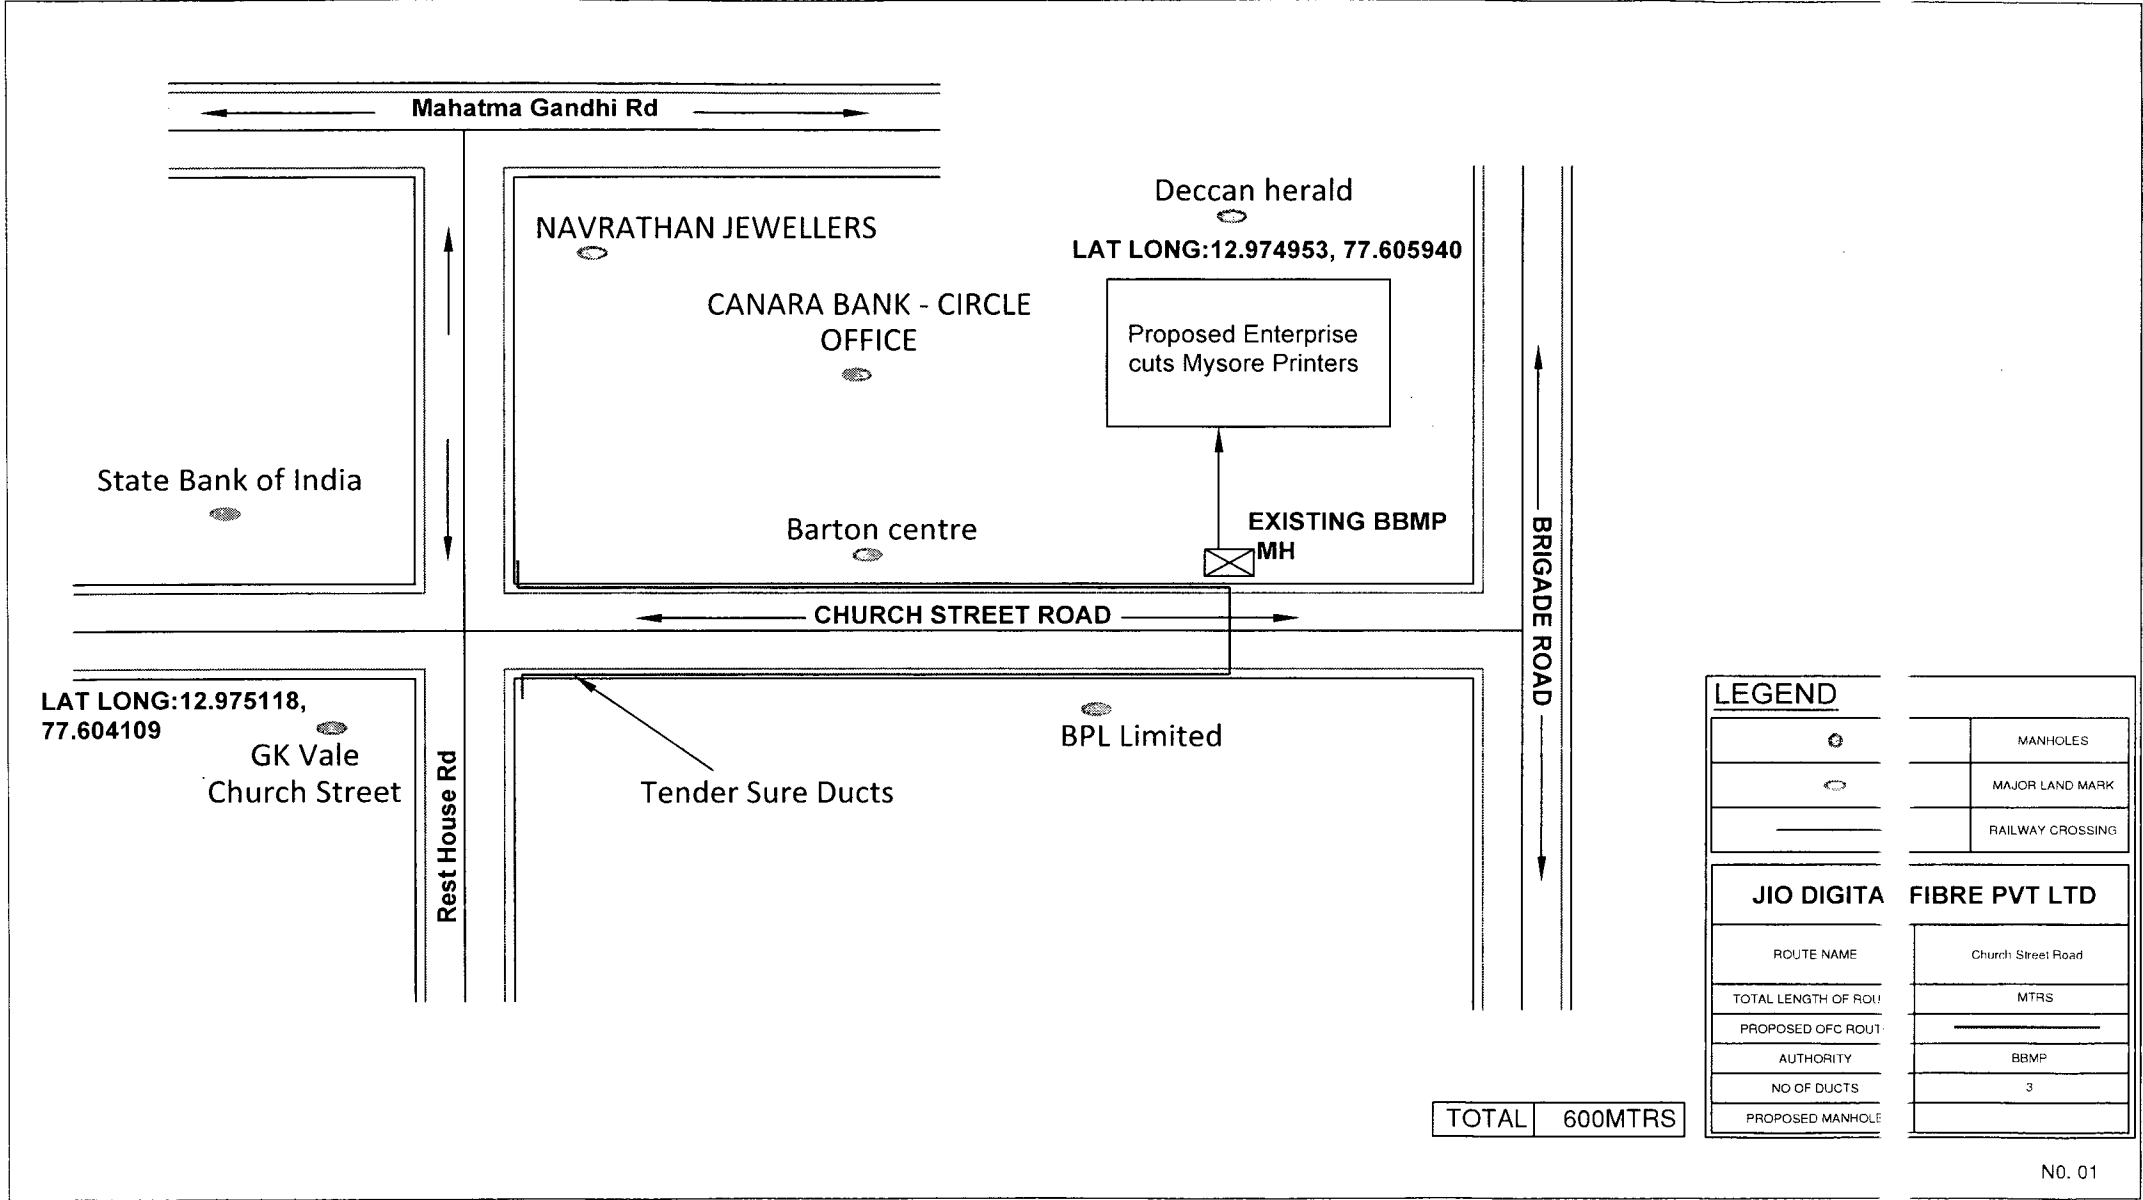 Mahatma Gandhi Rd
Deccan herald
NAVRATHAN JEWELLERS
LAT LONG:12.974953, 77.605940
CANARA BANK - CIRCLE
OFFICE
Proposed Enterprise
cuts Mysore Printers
State Bank of India
Barton centre
EXISTING BBMP
MH
CHURCH STREET ROAD
BRIGADE ROAD
LAT LONG:12.975118,
77.604109
GK Vale
Church Street
Rest House Rd
BPL Limited
Tender Sure Ducts
LEGEND
MANHOLES
MAJOR LAND MARK
RAILWAY CROSSING
JIO DIGITA FIBRE PVT LTD
ROUTE NAME Church Street Road
TOTAL LENGTH OF ROU MTRS
PROPOSED OFC ROUT
AUTHORITY BBMP
NO OF DUCTS 3
PROPOSED MANHOLE
TOTAL 600MTRS
N0. 01